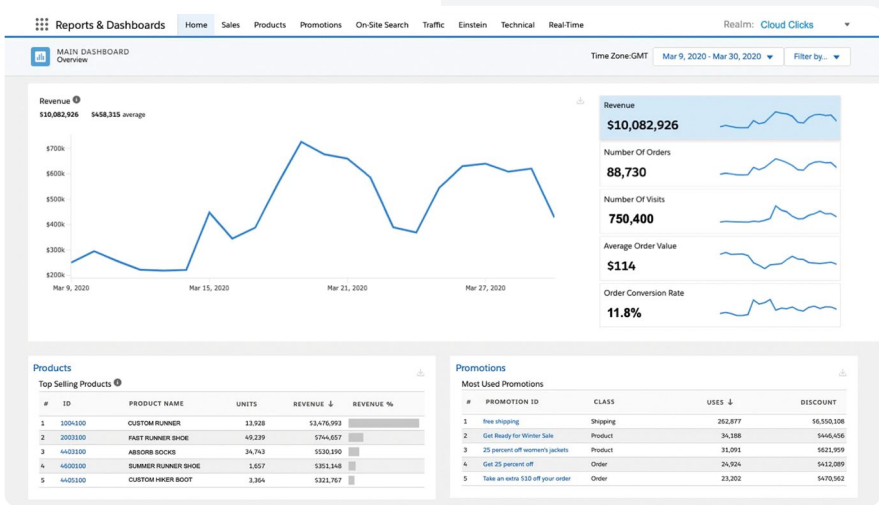 Reports & Dashboards Home Sales Products Promotions On-Site Search Traffic Einstein Technical Real-Time Realm: Cloud Clicks
MAIN DASHBOARD
Overview
Time Zone:GMT Mar 9, 2020 - Mar 30, 2020 Filter by...
Revenue
$10,082,926 $458,315 average
$700k
$600k
$500k
$400k
$300k
$200k
Mar 9, 2020 Mar 15, 2020 Mar 21, 2020 Mar 27, 2020
Revenue
$10,082,926
Number Of Orders
88,730
Number Of Visits
750,400
Average Order Value
$114
Order Conversion Rate
11.8%
Products
Top Selling Products
# ID PRODUCT NAME UNITS REVENUE ↓ REVENUE %
1 1004100 CUSTOM RUNNER 13,928 $3,476,993
2 2003100 FAST RUNNER SHOE 49,239 $744,657
3 4403100 ABSORB SOCKS 34,743 $530,190
4 4600100 SUMMER RUNNER SHOE 1,657 $351,148
5 4405100 CUSTOM HIKER BOOT 3,364 $321,767
Promotions
Most Used Promotions
# PROMOTION ID CLASS USES ↓ DISCOUNT
1 free shipping Shipping 262,877 $6,550,108
2 Get Ready for Winter Sale Product 34,188 $446,456
3 25 percent off women's jackets Product 31,091 $621,959
4 Get 25 percent off Order 24,924 $412,089
5 Take an extra $10 off your order Order 23,202 $470,562